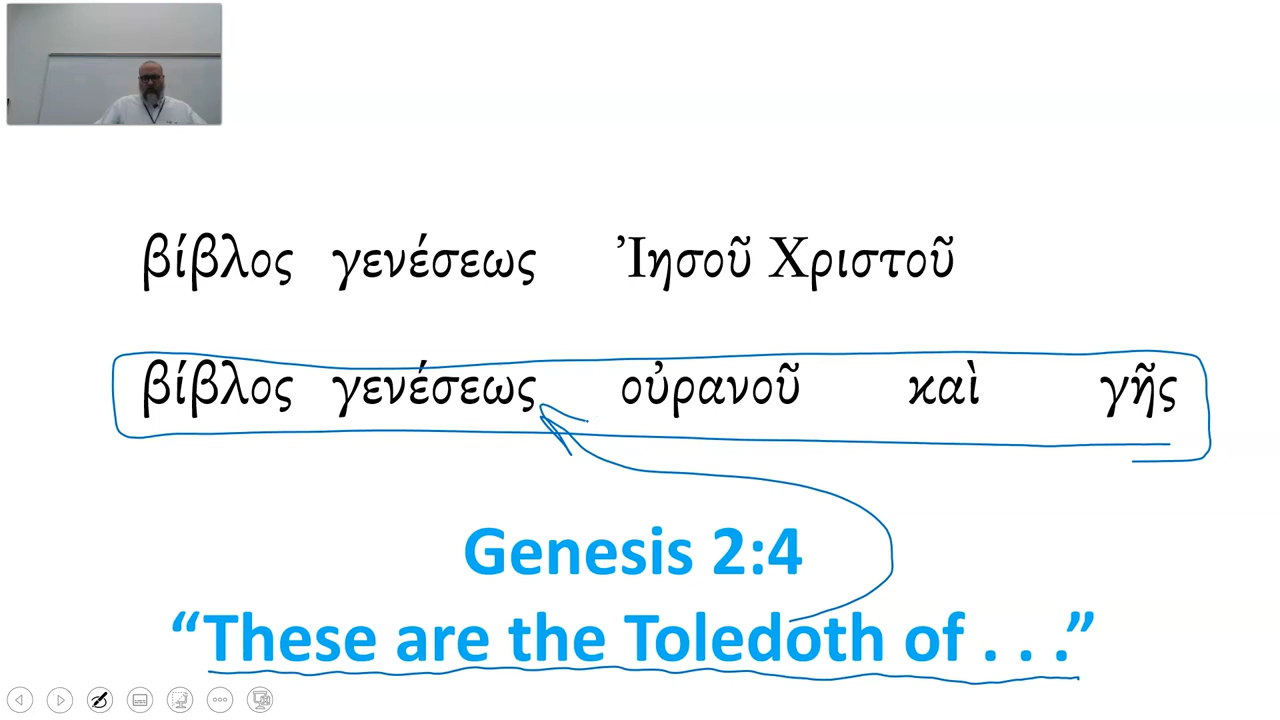 βίβλος γενέσεως Ἰησοῦ Χριστοῦ
βίβλος γενέσεως οὐρανοῦ καὶ γῆς
Genesis 2:4
“These are the Toledoth of . . .”